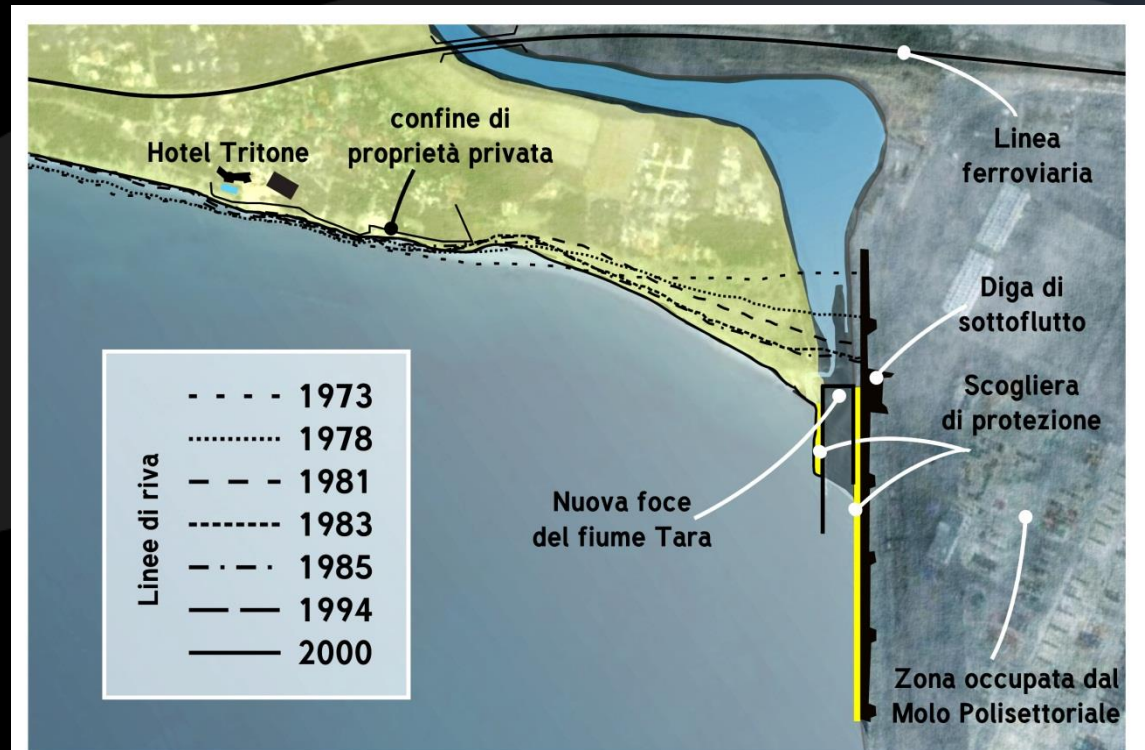 Hotel Tritone
confine di
proprietà privata
Linea
ferroviaria
Diga di
sottoflutto
Scogliera
di protezione
Nuova foce
del fiume Tara
Zona occupata dal
Molo Polisettoriale
Linee di riva
1973
1978
1981
1983
1985
1994
2000